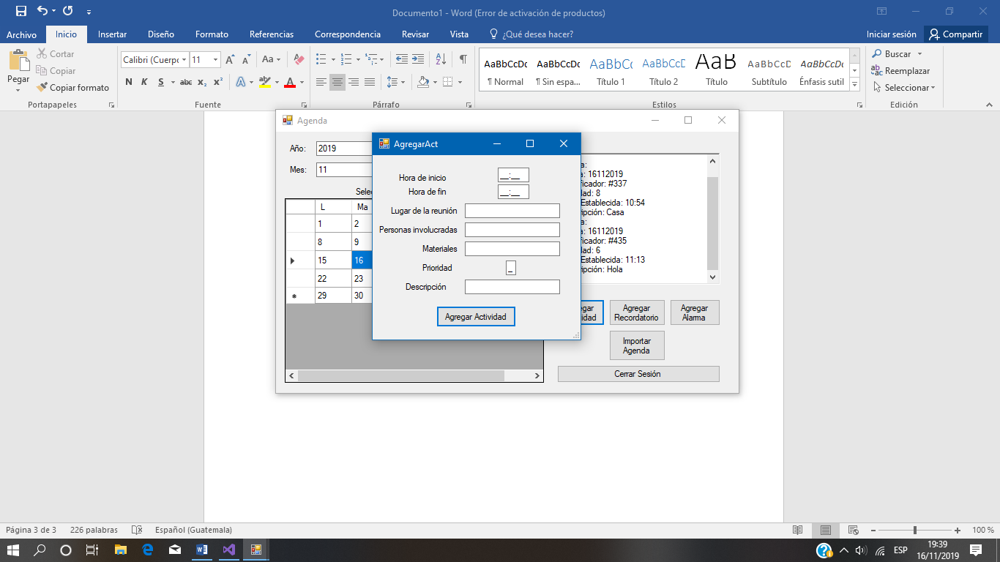 Documento1 - Word (Error de activación de productos)
Archivo Inicio Insertar Diseño Formato Referencias Correspondencia Revisar Vista ¿Qué desea hacer? Iniciar sesión Compartir
Pegar
Cortar
Copiar
Copiar formato
Portapapeles
Calibri (Cuerpo 11
Aa
N K S abc x₂ x² A aby A
Fuente
Párrafo
AaBbCcDc AaBbCcDc AaBbCc AaBbCcD AaB AaBbCcD AaBbCcDc
¶ Normal ¶ Sin espa... Título 1 Título 2 Título Subtítulo Énfasis sutil
Estilos
Buscar
Reemplazar
Seleccionar
Edición
Agenda
Año: 2019
Mes: 11
Selec
L Ma
1 2
8 9
15 16
22 23
29 30
AgregarAct
Hora de inicio __:__
Hora de fin __:__
Lugar de la reunión
Personas involucradas
Materiales
Prioridad _
Descripción
Agregar Actividad
a:
a: 16112019
ficador: #337
dad: 8
Establecida: 10:54
ipción: Casa
a:
a: 16112019
ficador: #435
dad: 6
Establecida: 11:13
ipción: Hola
egar
idad
Agregar
Recordatorio
Agregar
Alarma
Importar
Agenda
Cerrar Sesión
Página 3 de 3 226 palabras Español (Guatemala) 100 %
ESP
19:39
16/11/2019